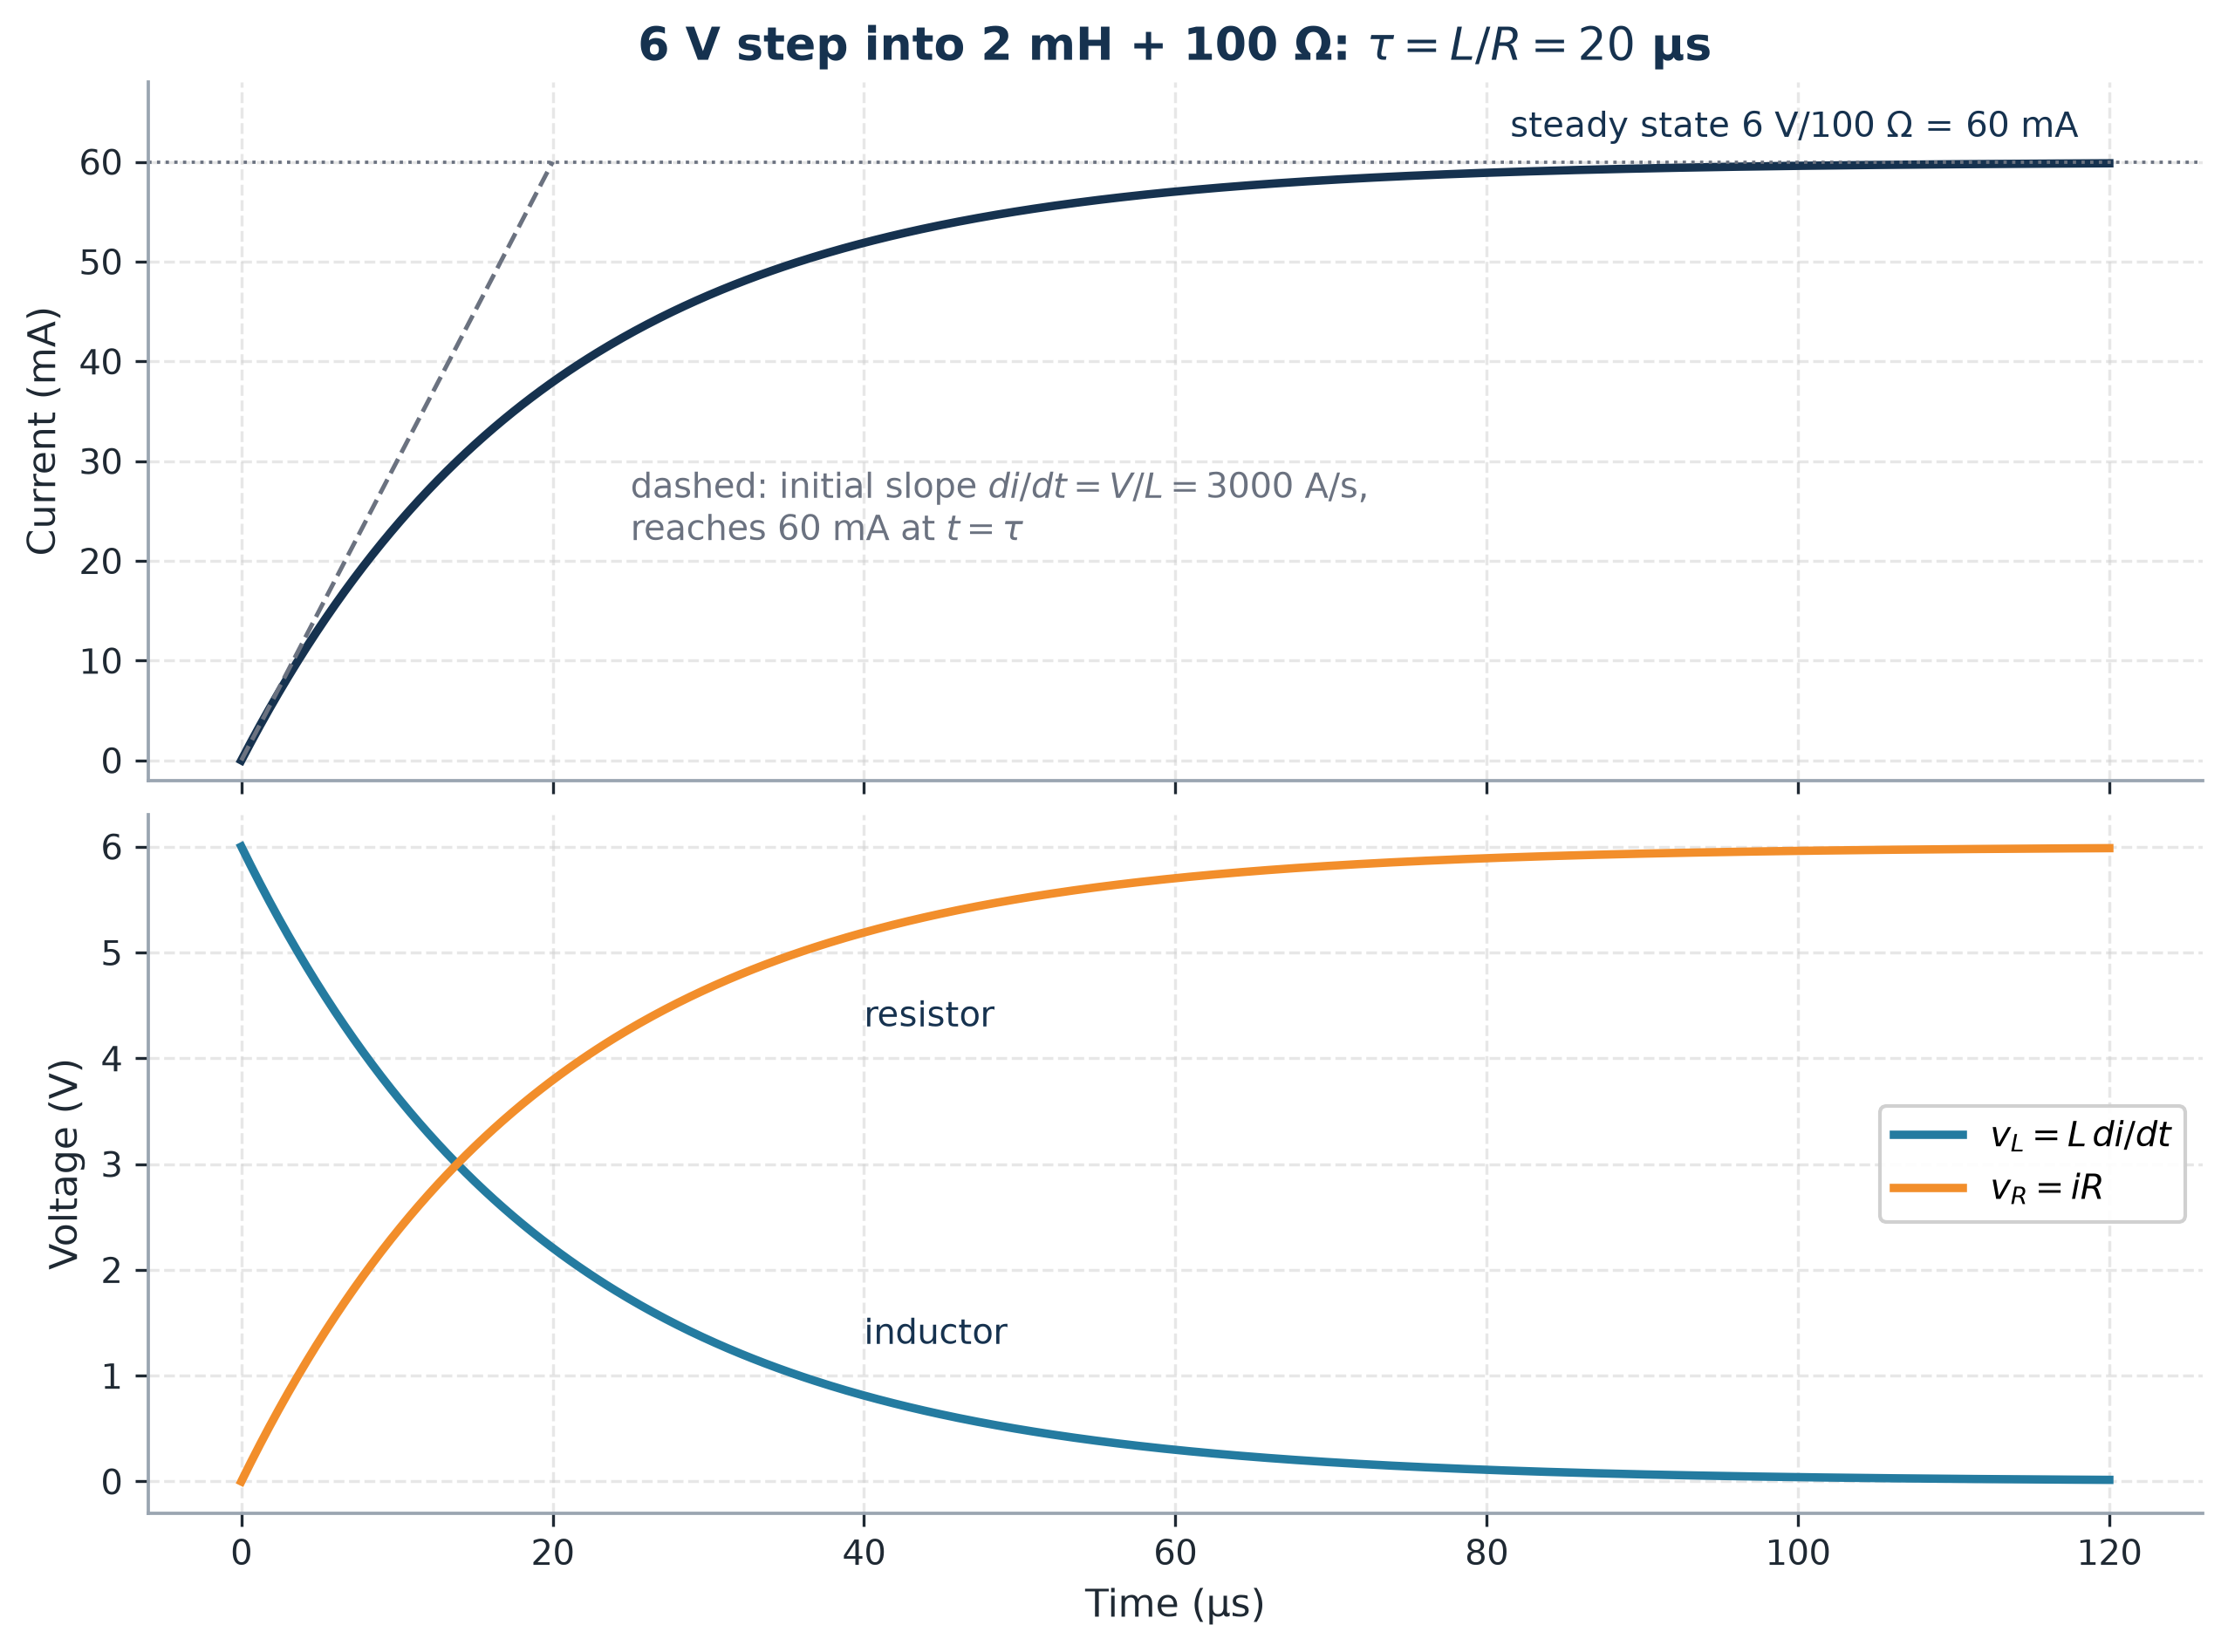 6 V step into 2 mH + 100 Ω: τ = L/R = 20 µs
steady state 6 V/100 Ω = 60 mA
60
50
40
30
20
10
0
Current (mA)
dashed: initial slope di/dt = V/L = 3000 A/s,
reaches 60 mA at t = τ
6
5
4
3
2
1
0
Voltage (V)
resistor
inductor
v_L = L di/dt
v_R = iR
0 20 40 60 80 100 120
Time (µs)